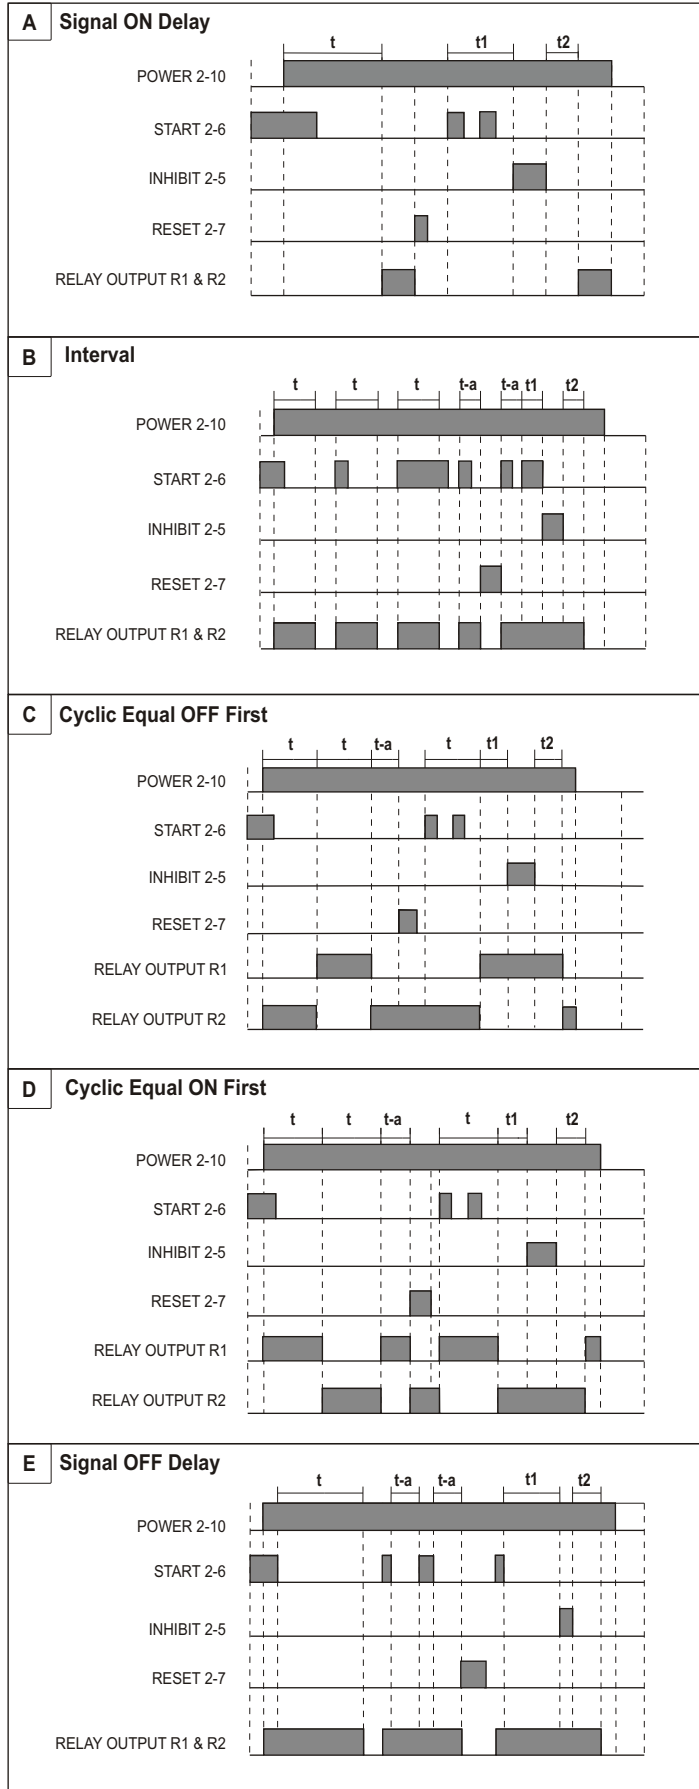 A Signal ON Delay
t t1 t2
POWER 2-10
START 2-6
INHIBIT 2-5
RESET 2-7
RELAY OUTPUT R1 & R2
B Interval
t t t t-a t-a t1 t2
POWER 2-10
START 2-6
INHIBIT 2-5
RESET 2-7
RELAY OUTPUT R1 & R2
C Cyclic Equal OFF First
t t t-a t t1 t2
POWER 2-10
START 2-6
INHIBIT 2-5
RESET 2-7
RELAY OUTPUT R1
RELAY OUTPUT R2
D Cyclic Equal ON First
t t t-a t t1 t2
POWER 2-10
START 2-6
INHIBIT 2-5
RESET 2-7
RELAY OUTPUT R1
RELAY OUTPUT R2
E Signal OFF Delay
t t-a t-a t1 t2
POWER 2-10
START 2-6
INHIBIT 2-5
RESET 2-7
RELAY OUTPUT R1 & R2